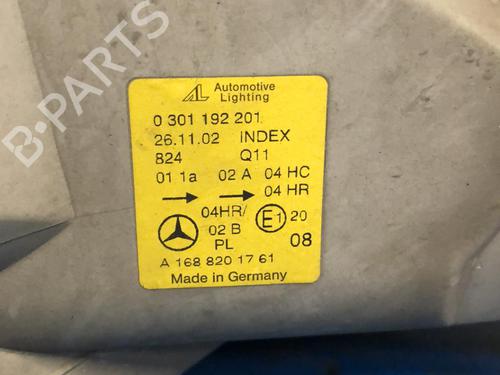 Automotive
Lighting
0 301 192 201
26.11.02 INDEX
824 Q11
01 1a 02 A 04 HC
04 HR
04HR/
02 B
PL
E1 20
08
A 168 820 17 61
Made in Germany
B-PARTS